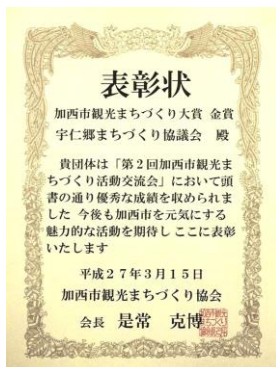 表彰状
加西市観光まちづくり大賞 金賞
宇仁郷まちづくり協議会 殿
貴団体は「第2回加西市観光ま
ちづくり活動交流会」において頭
書の通り優秀な成績を収められま
した 今後も加西市を元気にする
魅力的な活動を期待し ここに表彰
いたします
平成27年3月15日
加西市観光まちづくり協会
会長 是常 克博